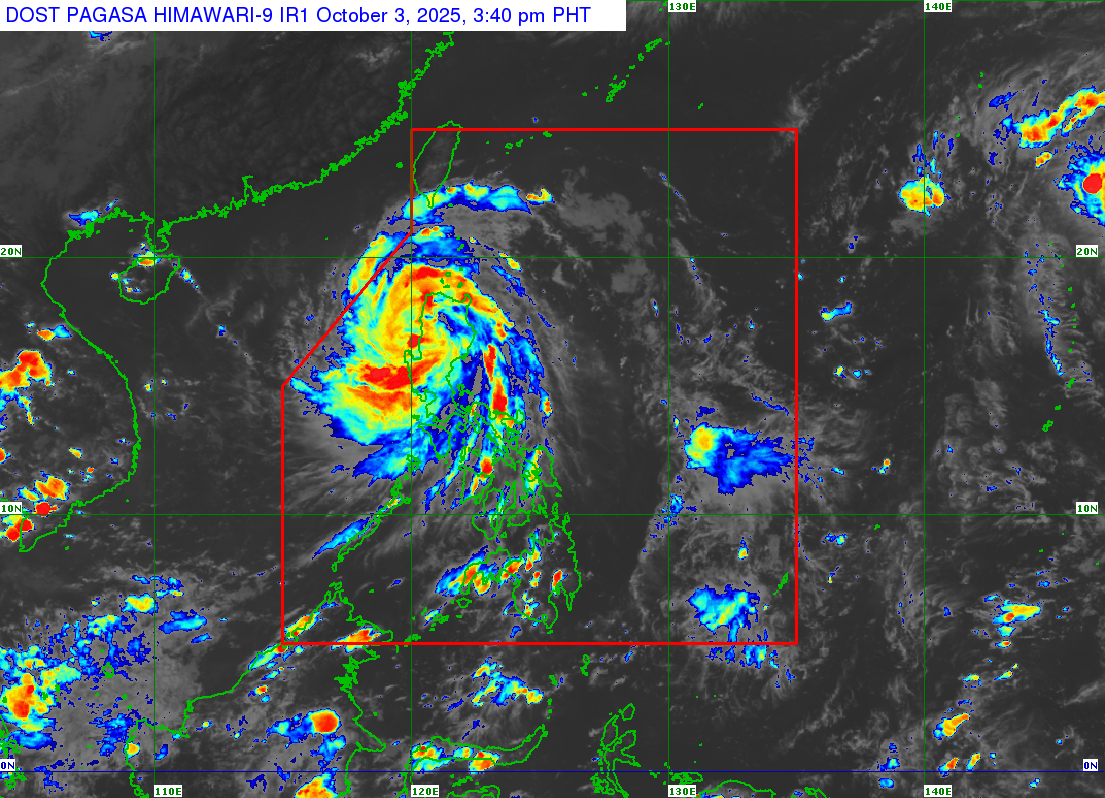 DOST PAGASA HIMAWARI-9 IR1 October 3, 2025, 3:40 pm PHT
130E
140E
20N
20N
10N
10N
0N
0N
110E
120E
130E
140E